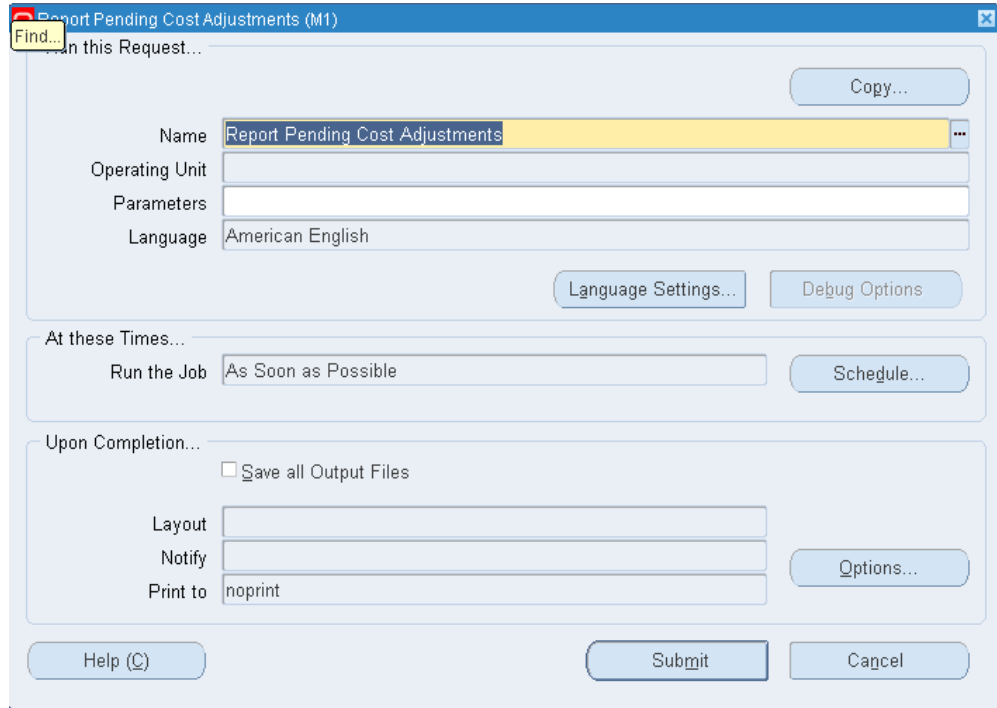 Report Pending Cost Adjustments (M1)
Find...
Run this Request...
Copy...
Name Report Pending Cost Adjustments
Operating Unit
Parameters
Language American English
Language Settings... Debug Options
At these Times...
Run the Job As Soon as Possible Schedule...
Upon Completion...
Save all Output Files
Layout
Notify
Options...
Print to noprint
Help (C) Submit Cancel